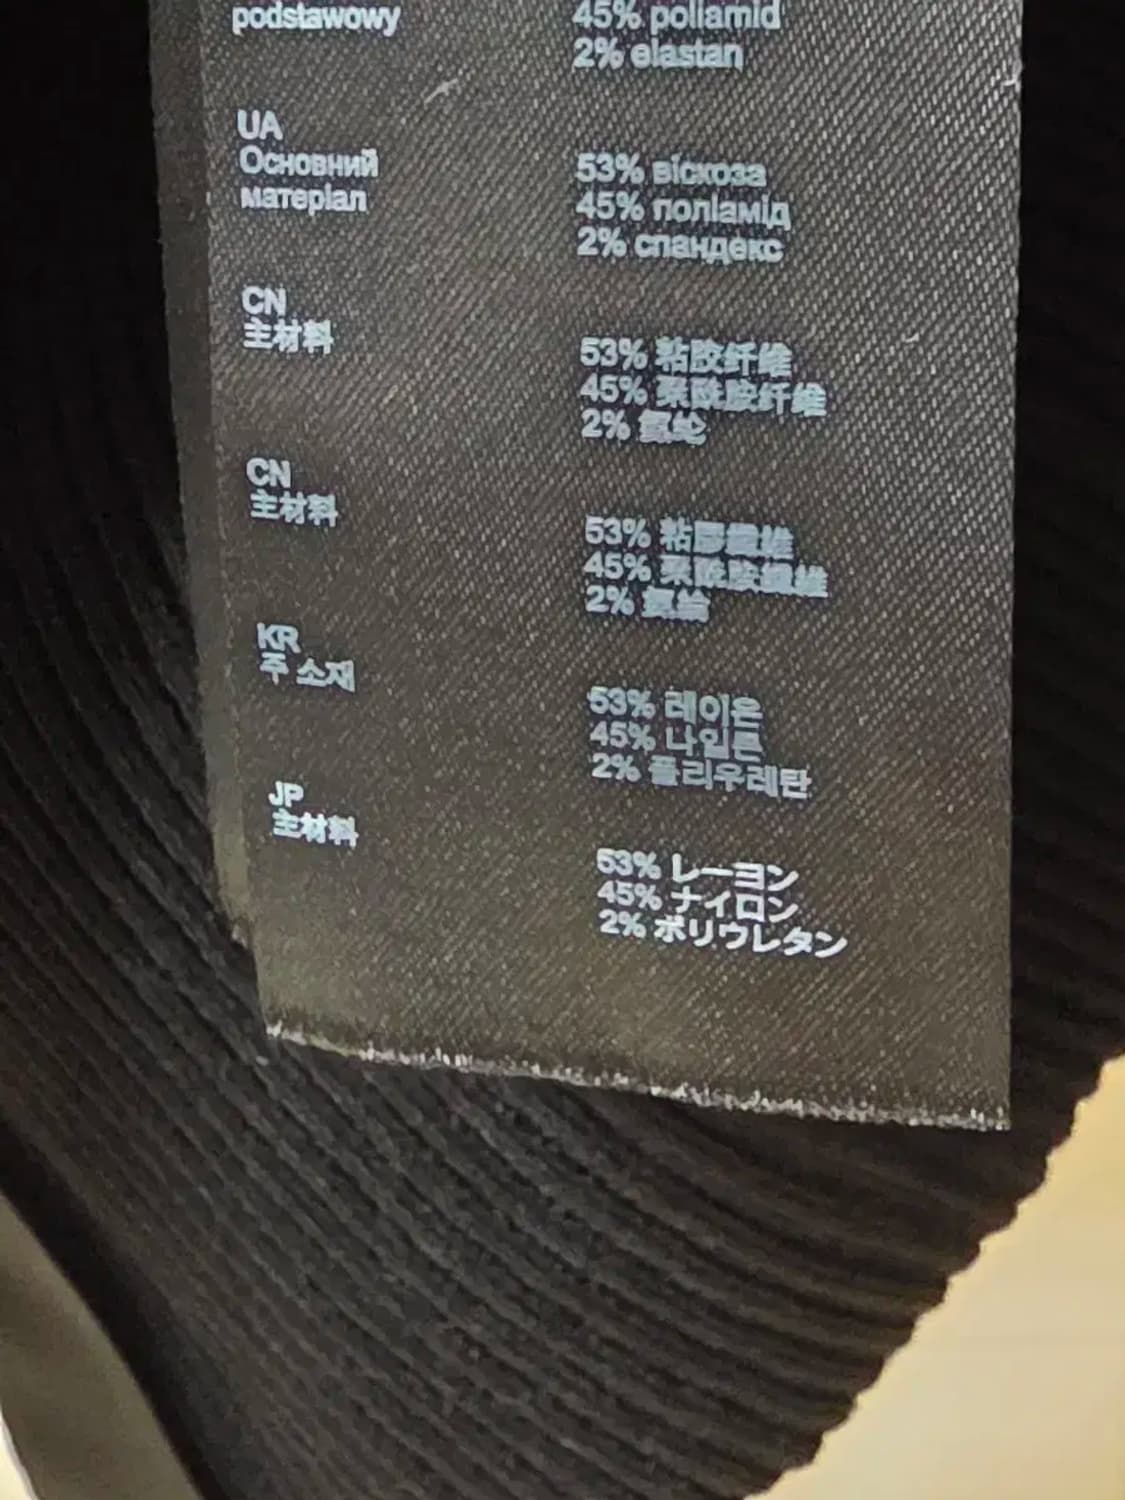 podstawowy
45% poliamid
2% elastan
UA
Основний
матеріал
53% віскоза
45% поліамід
2% спандекс
CN
主材料
53% 粘胶纤维
45% 聚酰胺纤维
2% 氨纶
CN
主材料
53% 粘膠纖維
45% 聚酰胺纖維
2% 氨綸
KR
주 소재
53% 레이온
45% 나일론
2% 폴리우레탄
JP
主材料
53% レーヨン
45% ナイロン
2% ポリウレタン